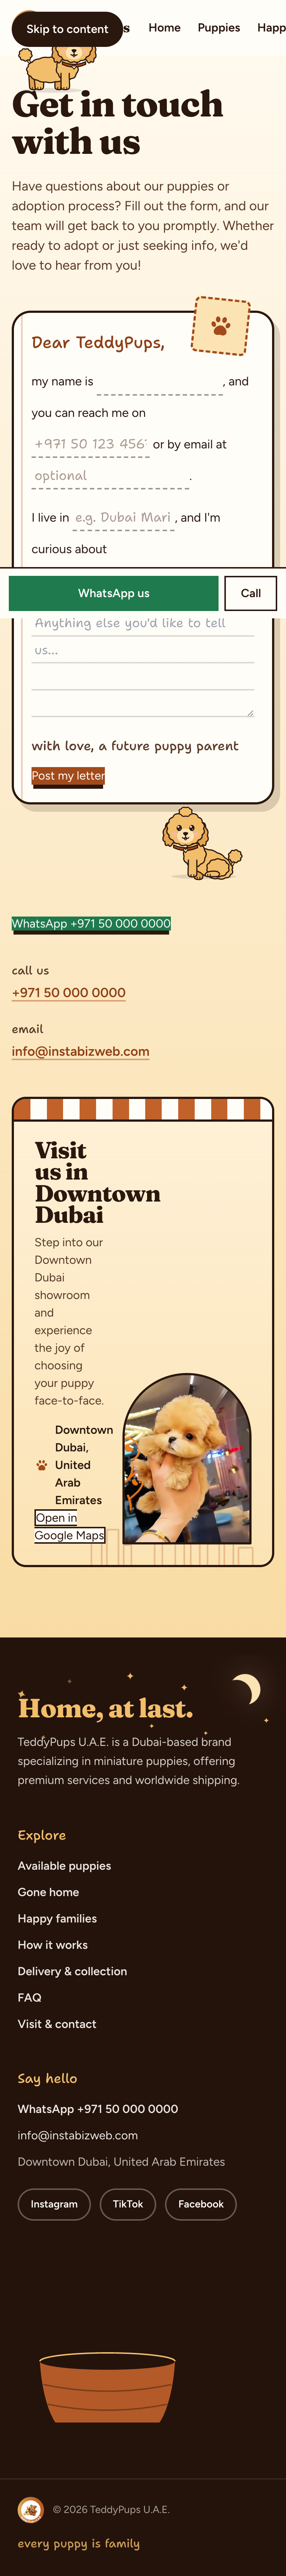 Skip to content
s
Home
Puppies
Happ
Get in touch
with us
Have questions about our puppies or
adoption process? Fill out the form, and our
team will get back to you promptly. Whether
ready to adopt or just seeking info, we'd
love to hear from you!
Dear TeddyPups,
my name is , and
you can reach me on
+971 50 123 456 or by email at
optional .
I live in e.g. Dubai Mari , and I'm
curious about
WhatsApp us
Call
Anything else you'd like to tell
us...
with love, a future puppy parent
Post my letter
WhatsApp +971 50 000 0000
call us
+971 50 000 0000
email
info@instabizweb.com
Visit
us in
Downtown
Dubai
Step into our
Downtown
Dubai
showroom
and
experience
the joy of
choosing
your puppy
face-to-face.
Downtown
Dubai,
United
Arab
Emirates
Open in
Google Maps
Home, at last.
TeddyPups U.A.E. is a Dubai-based brand
specializing in miniature puppies, offering
premium services and worldwide shipping.
Explore
Available puppies
Gone home
Happy families
How it works
Delivery & collection
FAQ
Visit & contact
Say hello
WhatsApp +971 50 000 0000
info@instabizweb.com
Downtown Dubai, United Arab Emirates
Instagram
TikTok
Facebook
© 2026 TeddyPups U.A.E.
every puppy is family